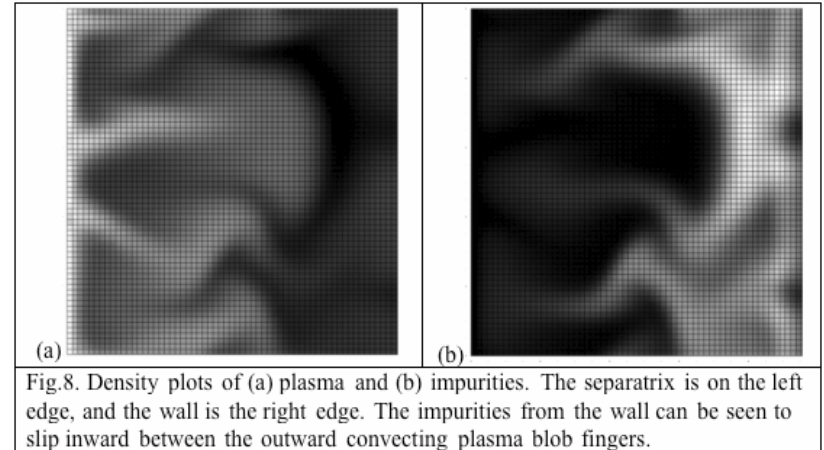 (a)
(b)
Fig.8. Density plots of (a) plasma and (b) impurities. The separatrix is on the left
edge, and the wall is the right edge. The impurities from the wall can be seen to
slip inward between the outward convecting plasma blob fingers.